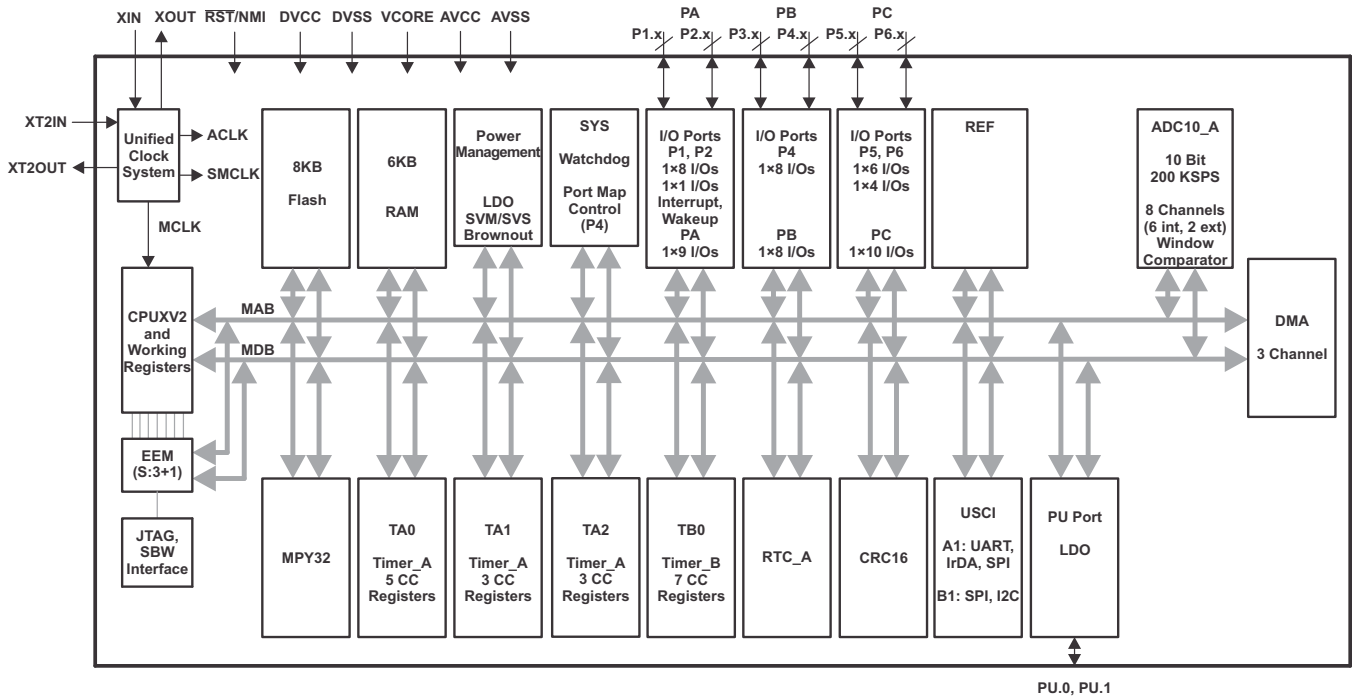 XIN
XOUT
RST/NMI
DVCC
DVSS
VCORE
AVCC
AVSS
PA
P1.x
P2.x
PB
P3.x
P4.x
PC
P5.x
P6.x
XT2IN
XT2OUT
Unified
Clock
System
ACLK
SMCLK
MCLK
8KB
Flash
6KB
RAM
Power
Management
LDO
SVM/SVS
Brownout
SYS
Watchdog
Port Map
Control
(P4)
I/O Ports
P1, P2
1×8 I/Os
1×1 I/Os
Interrupt,
Wakeup
PA
1×9 I/Os
I/O Ports
P4
1×8 I/Os
PB
1×8 I/Os
I/O Ports
P5, P6
1×6 I/Os
1×4 I/Os
PC
1×10 I/Os
REF
ADC10_A
10 Bit
200 KSPS
8 Channels
(6 int, 2 ext)
Window
Comparator
CPUXV2
and
Working
Registers
MAB
MDB
DMA
3 Channel
EEM
(S:3+1)
JTAG,
SBW
Interface
MPY32
TA0
Timer_A
5 CC
Registers
TA1
Timer_A
3 CC
Registers
TA2
Timer_A
3 CC
Registers
TB0
Timer_B
7 CC
Registers
RTC_A
CRC16
USCI
A1: UART,
IrDA, SPI
B1: SPI, I2C
PU Port
LDO
PU.0, PU.1